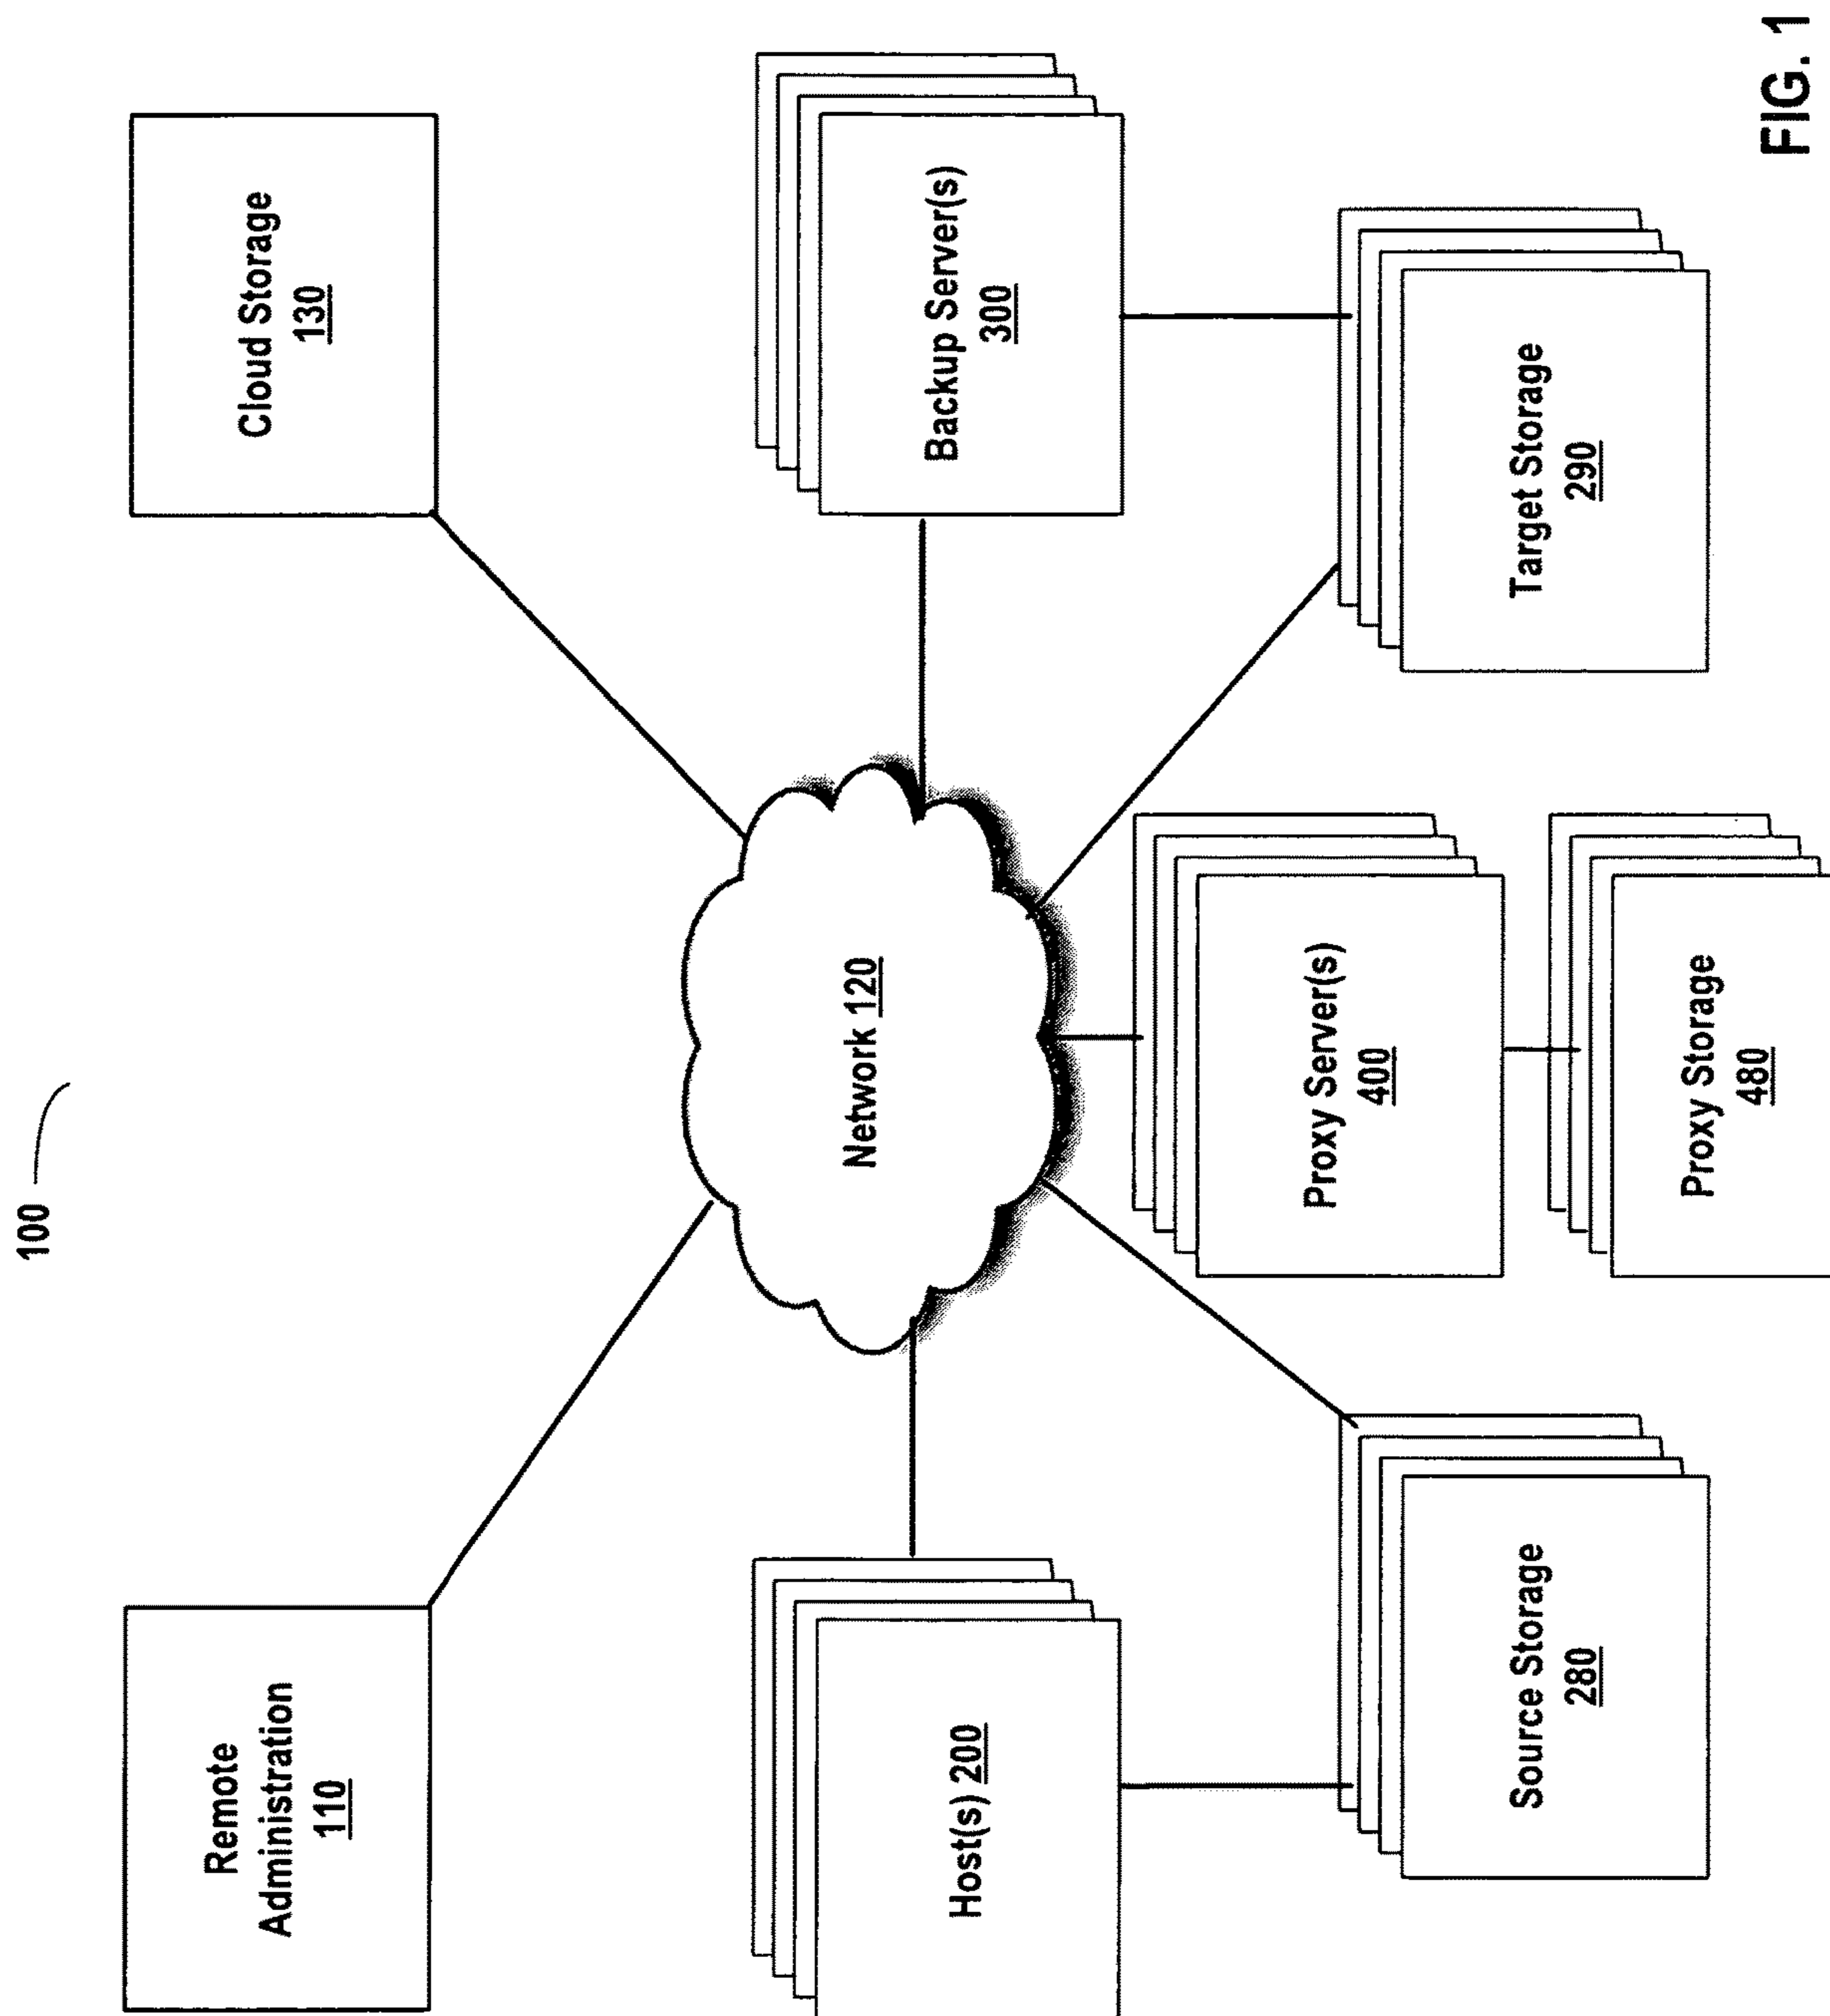 100
Remote
Administration
110
Cloud Storage
130
Host(s) 200
Network 120
Backup Server(s)
300
Source Storage
280
Proxy Server(s)
400
Target Storage
290
Proxy Storage
480
FIG. 1